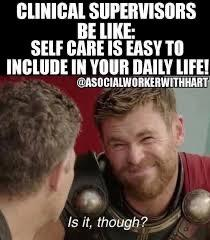 CLINICAL SUPERVISORS
BE LIKE:
SELF CARE IS EASY TO
INCLUDE IN YOUR DAILY LIFE!
@ASOCIALWORKERWITHHART
Is it, though?